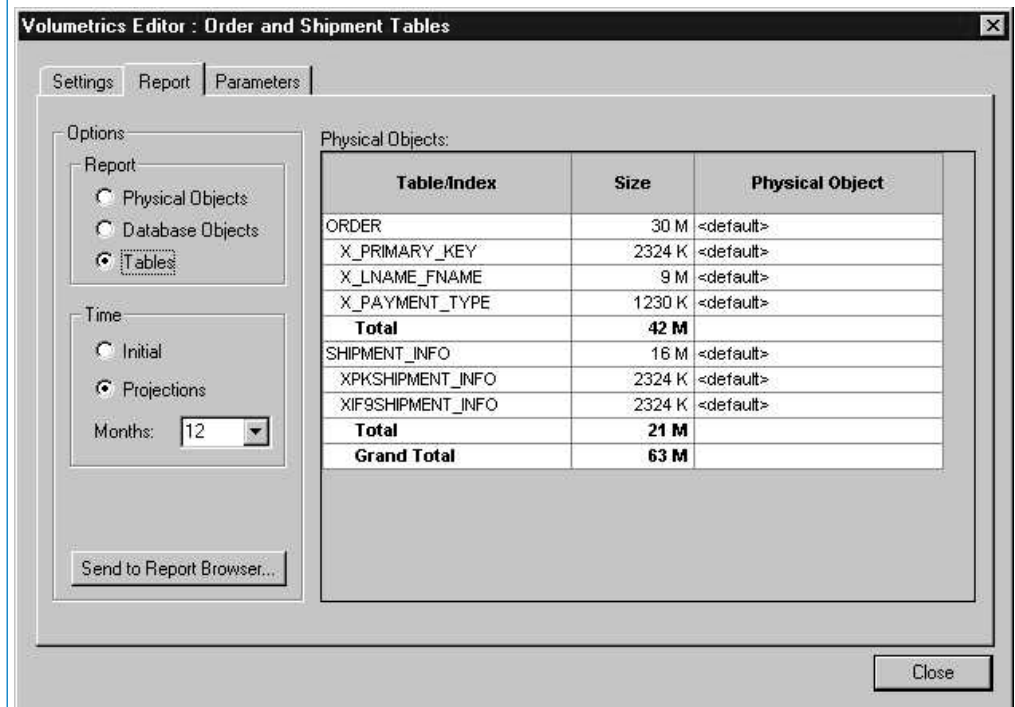 Volumetrics Editor : Order and Shipment Tables
Settings Report Parameters
Options
Report
Physical Objects
Database Objects
Tables
Time
Initial
Projections
Months: 12
Send to Report Browser...
Physical Objects:
Table/Index Size Physical Object
ORDER 30 M <default>
X_PRIMARY_KEY 2324 K <default>
X_LNAME_FNAME 9 M <default>
X_PAYMENT_TYPE 1230 K <default>
Total 42 M
SHIPMENT_INFO 16 M <default>
XPKSHIPMENT_INFO 2324 K <default>
XIF9SHIPMENT_INFO 2324 K <default>
Total 21 M
Grand Total 63 M
Close